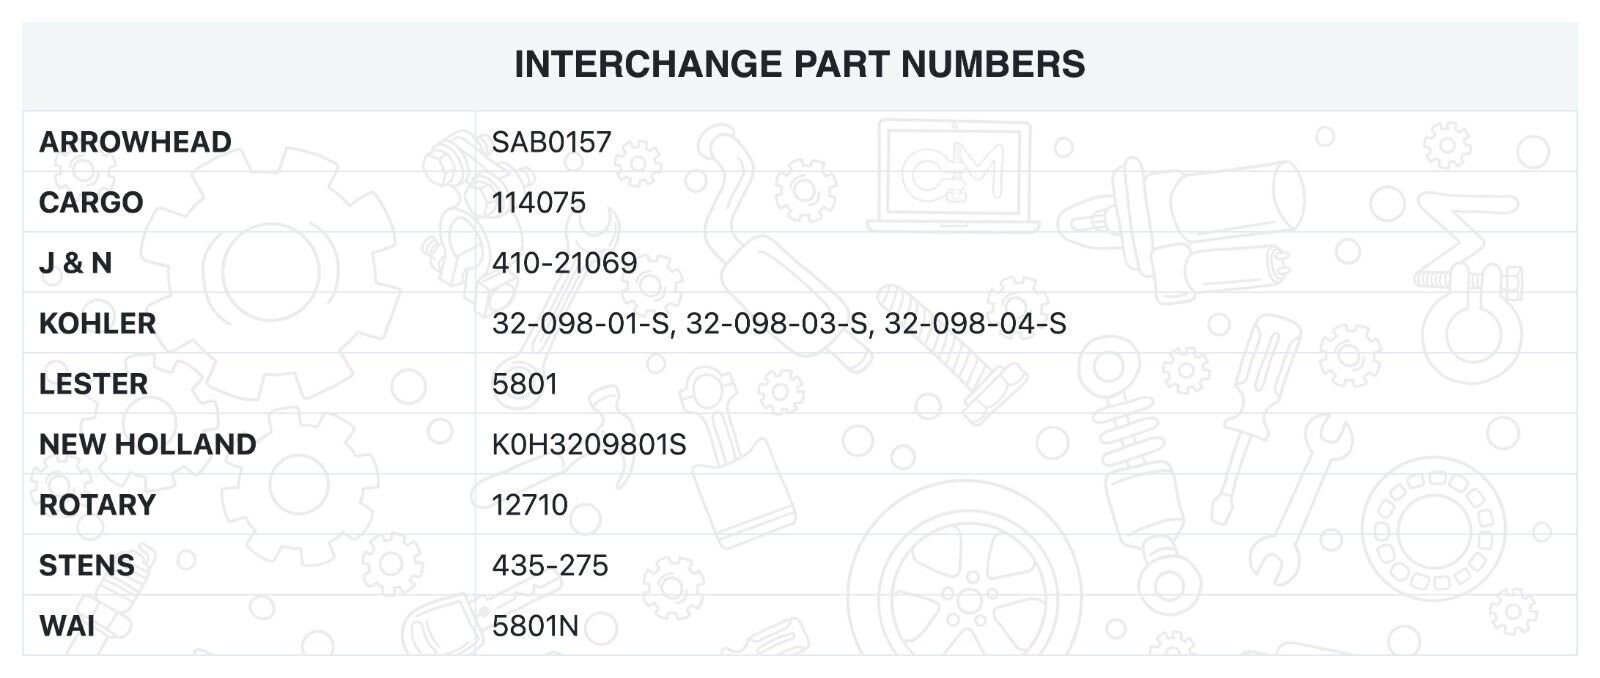 INTERCHANGE PART NUMBERS
ARROWHEAD SAB0157
CARGO 114075
J & N 410-21069
KOHLER 32-098-01-S, 32-098-03-S, 32-098-04-S
LESTER 5801
NEW HOLLAND K0H3209801S
ROTARY 12710
STENS 435-275
WAI 5801N